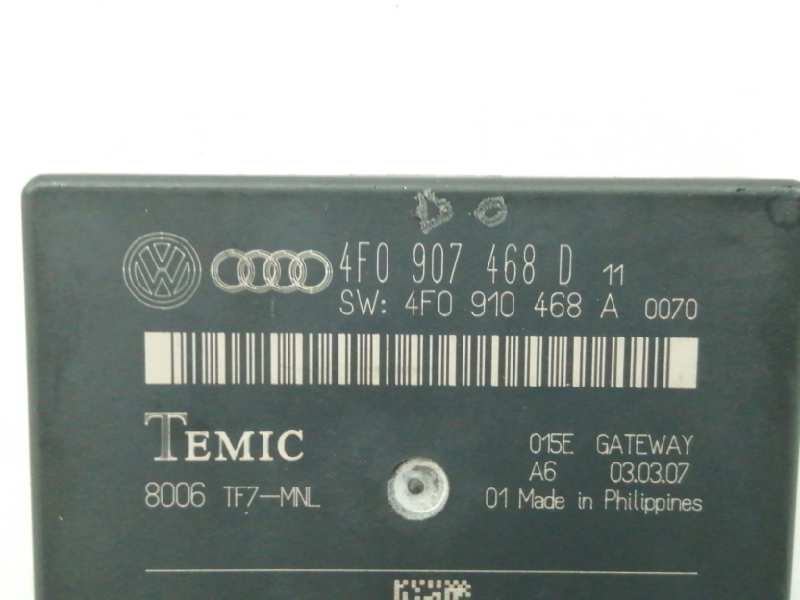 4F0 907 468 D 11
SW: 4F0 910 468 A 0070
TEMIC
015E GATEWAY
A6 03.03.07
8006 TF7-MNL
01 Made in Philippines